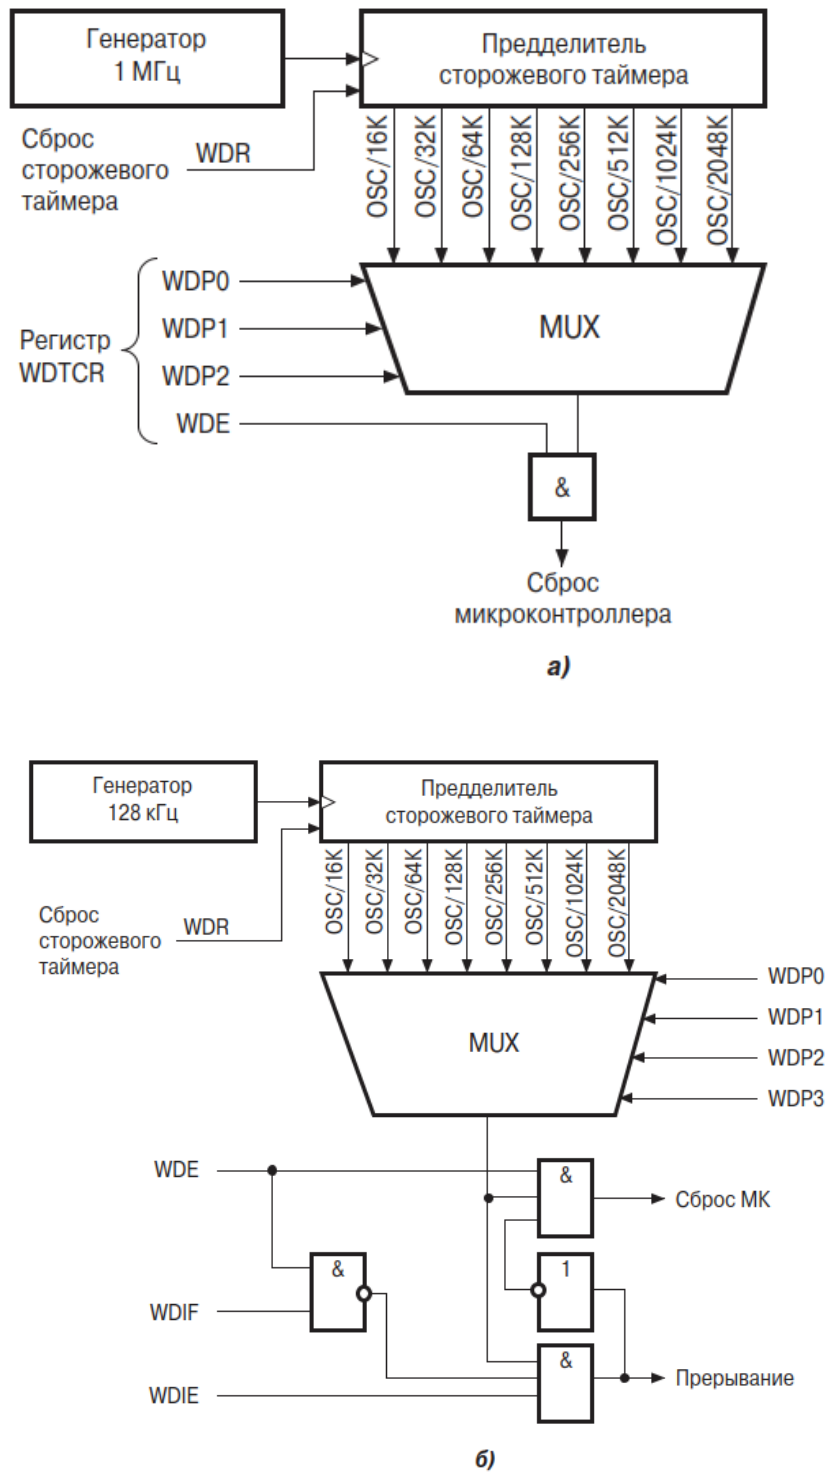 Генератор
1 МГц
Предделитель
сторожевого таймера
Сброс
сторожевого
таймера
WDR
OSC/16K
OSC/32K
OSC/64K
OSC/128K
OSC/256K
OSC/512K
OSC/1024K
OSC/2048K
Регистр
WDTCR
WDP0
WDP1
WDP2
WDE
MUX
&
Сброс
микроконтроллера
а)
Генератор
128 кГц
Предделитель
сторожевого таймера
Сброс
сторожевого
таймера
WDR
OSC/16K
OSC/32K
OSC/64K
OSC/128K
OSC/256K
OSC/512K
OSC/1024K
OSC/2048K
MUX
WDP0
WDP1
WDP2
WDP3
WDE
&
Сброс МК
&
1
WDIF
&
Прерывание
WDIE
б)